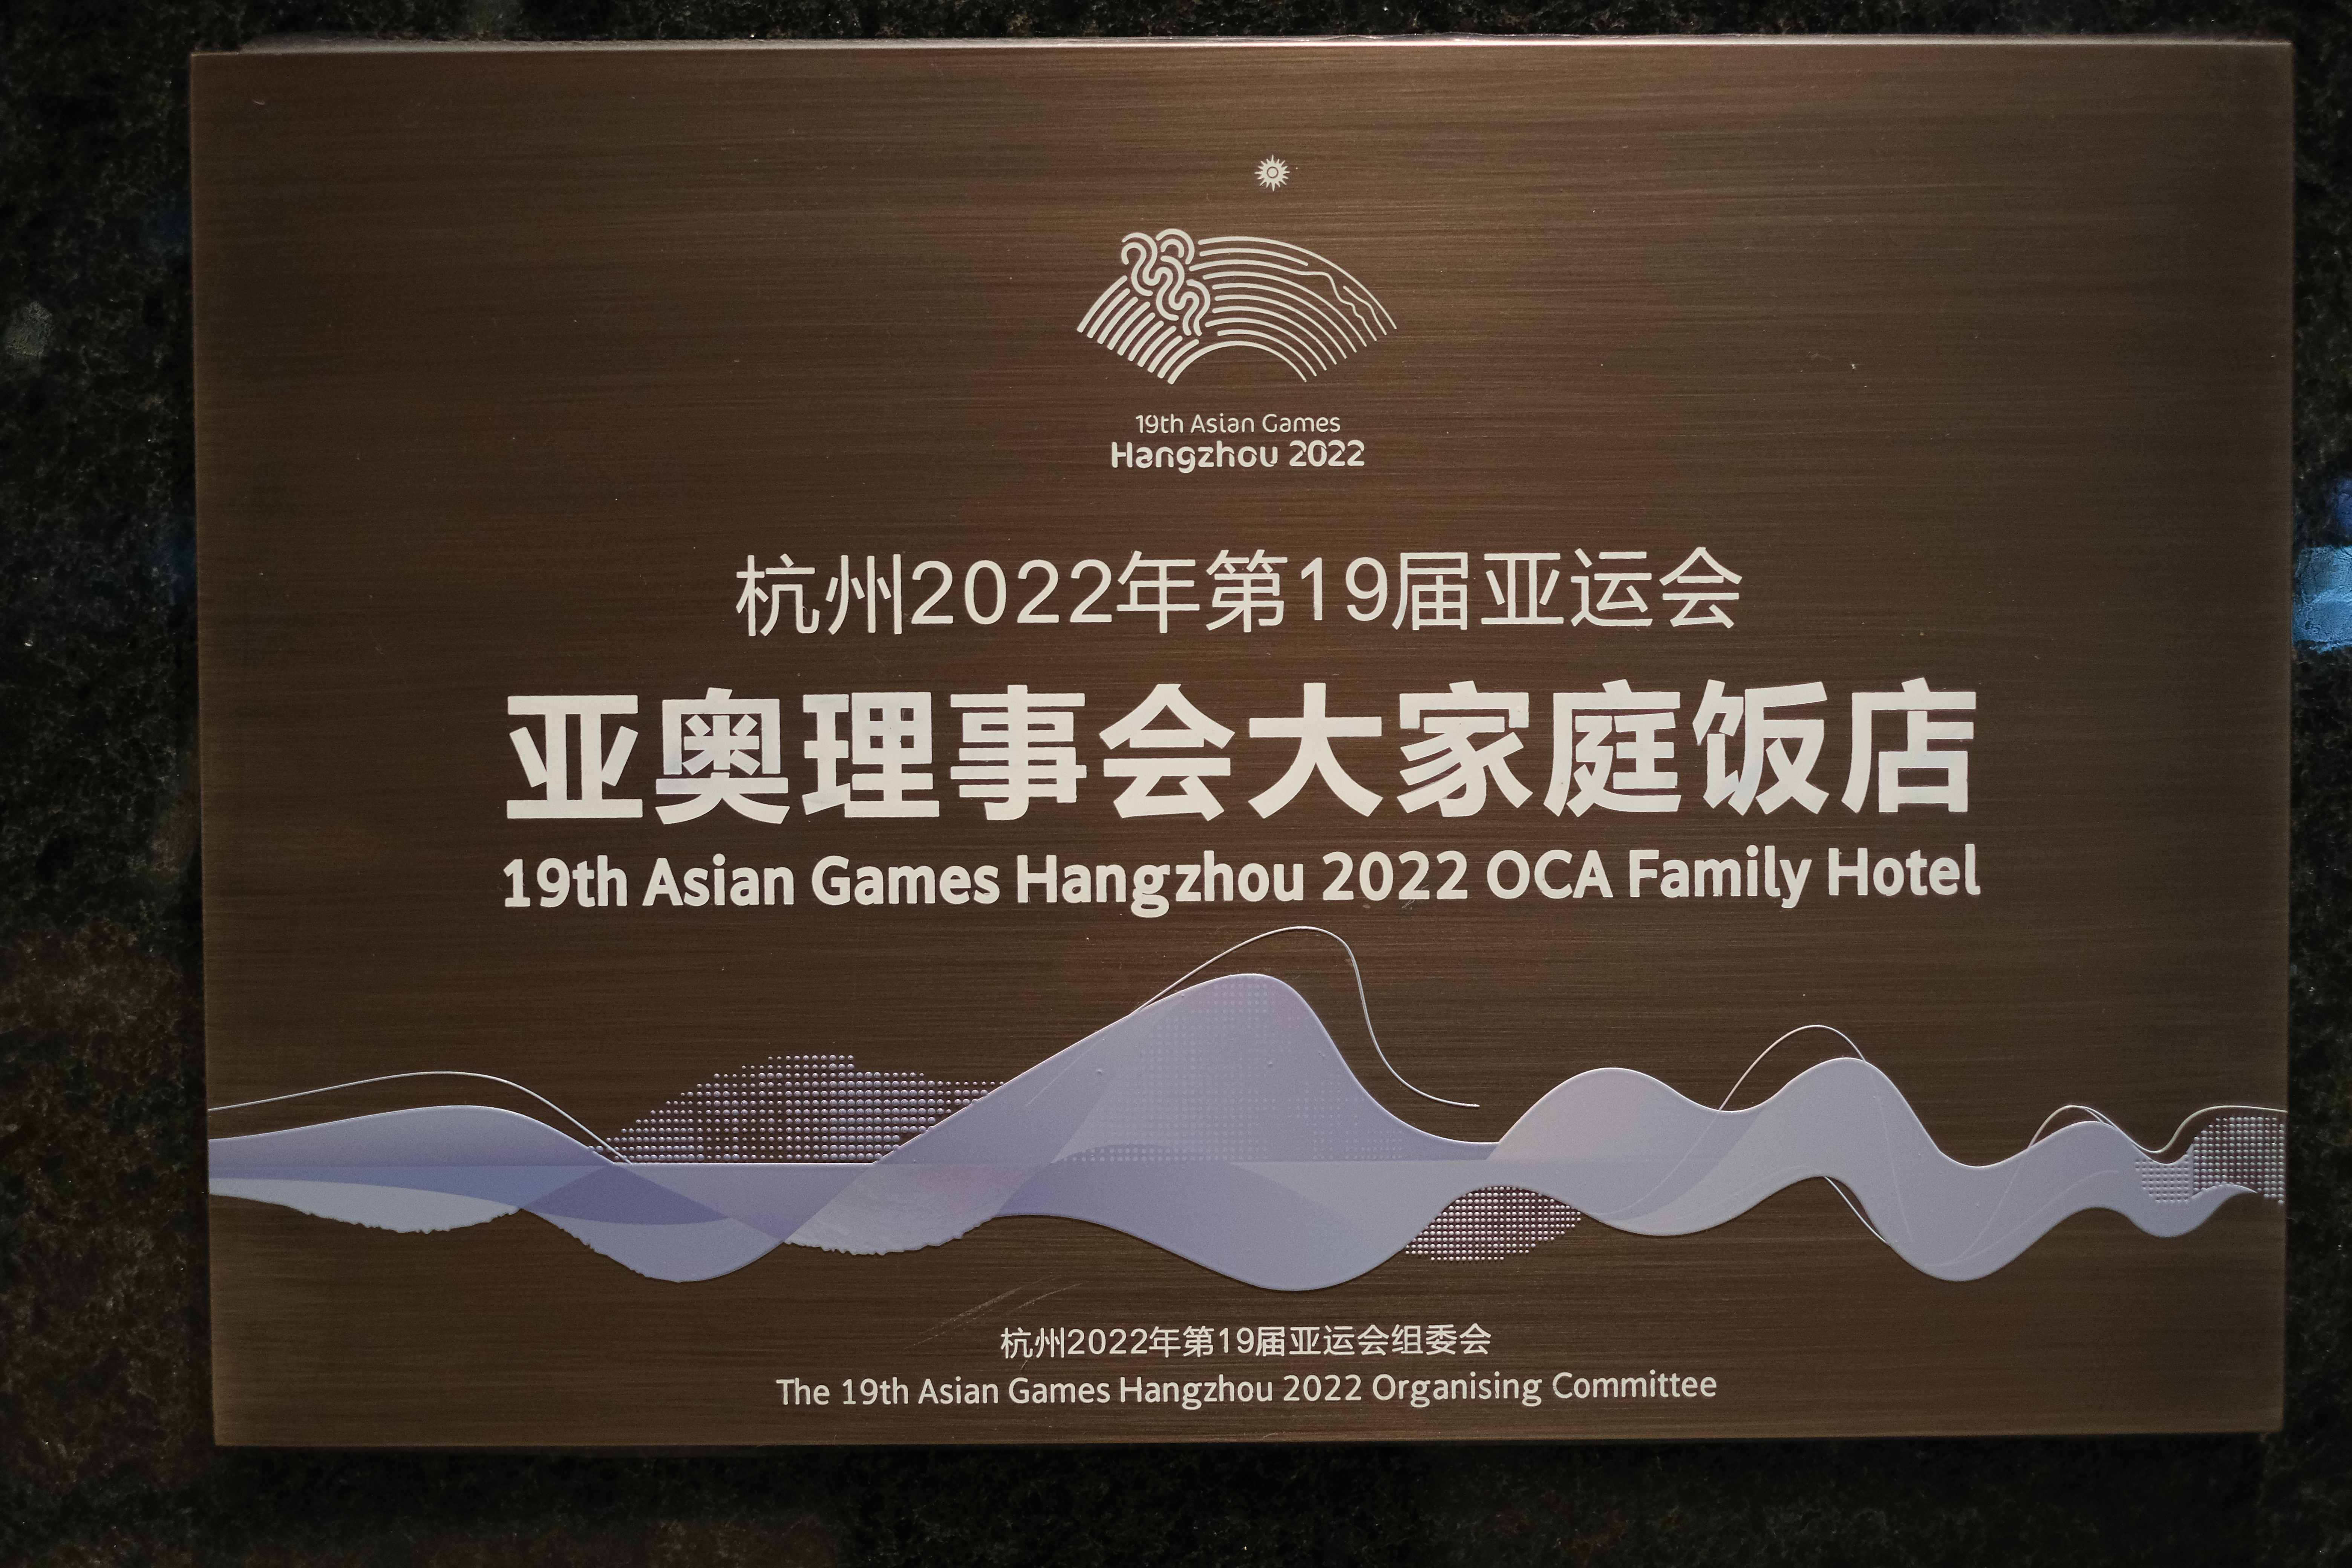 19th Asian Games
Hangzhou 2022
杭州2022年第19届亚运会
亚奥理事会大家庭饭店
19th Asian Games Hangzhou 2022 OCA Family Hotel
杭州2022年第19届亚运会组委会
The 19th Asian Games Hangzhou 2022 Organising Committee